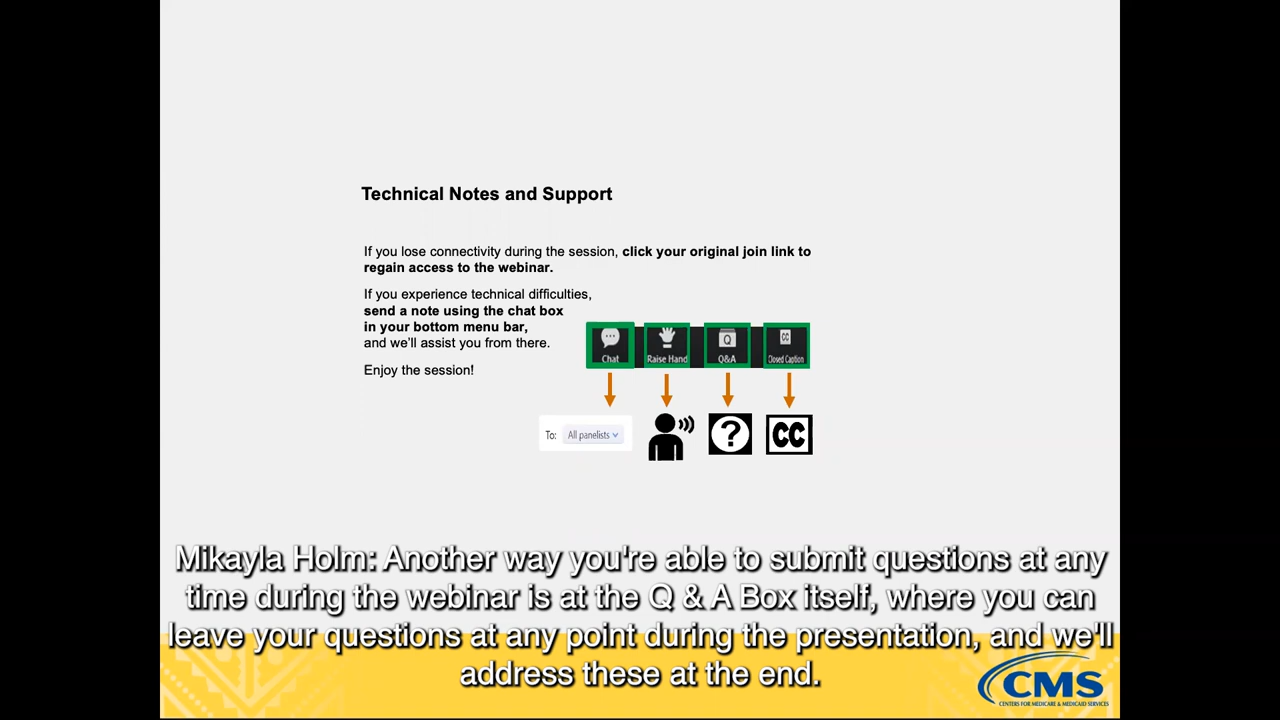 Technical Notes and Support
If you lose connectivity during the session, click your original join link to
regain access to the webinar.
If you experience technical difficulties,
send a note using the chat box
in your bottom menu bar,
and we'll assist you from there.
Enjoy the session!
Chat
Raise Hand
Q
Q&A
CC
Closed Caption
To: All panelists
?
CC
Mikayla Holm: Another way you're able to submit questions at any
time during the webinar is at the Q & A Box itself, where you can
leave your questions at any point during the presentation, and we'll
address these at the end.
CMS
CENTERS FOR MEDICARE & MEDICAID SERVICES